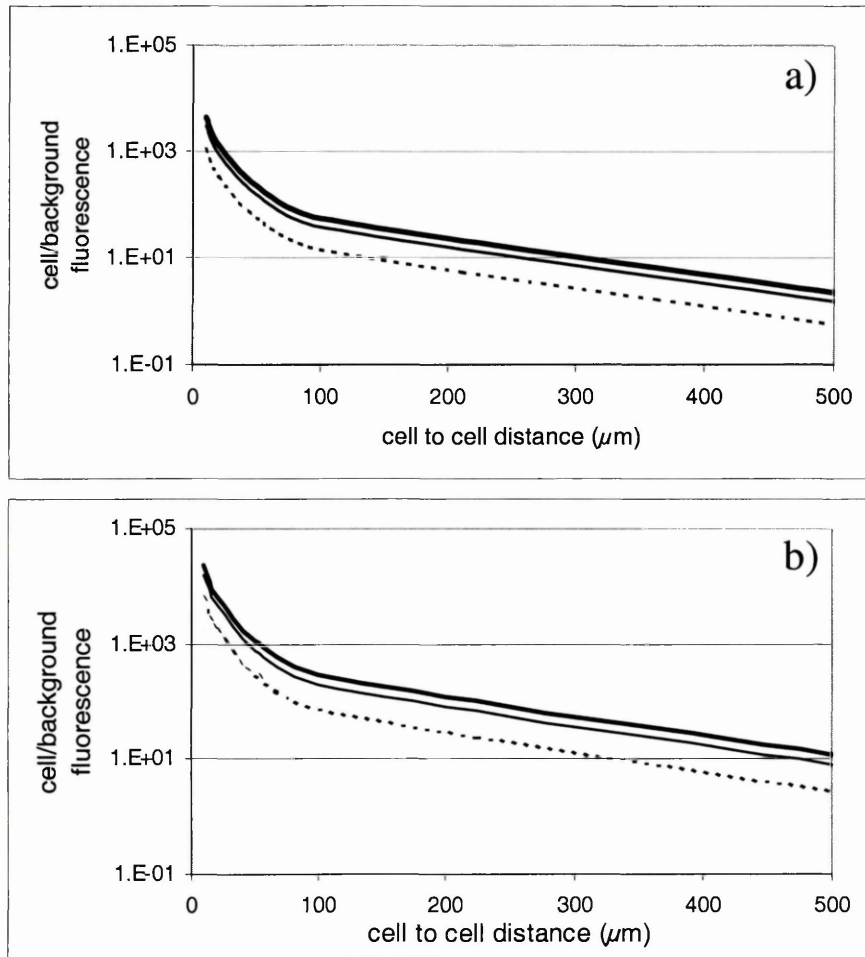 a)
1.E+05
1.E+03
1.E+01
1.E-01
cell/background
fluorescence
0 100 200 300 400 500
cell to cell distance (µm)
b)
1.E+05
1.E+03
1.E+01
1.E-01
cell/background
fluorescence
0 100 200 300 400 500
cell to cell distance (µm)